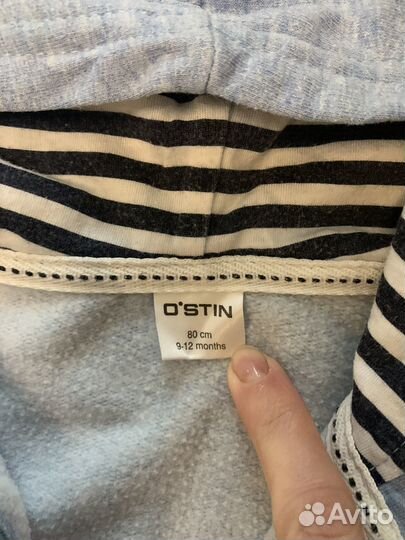 O'STIN
80 cm
9-12 months
Avito